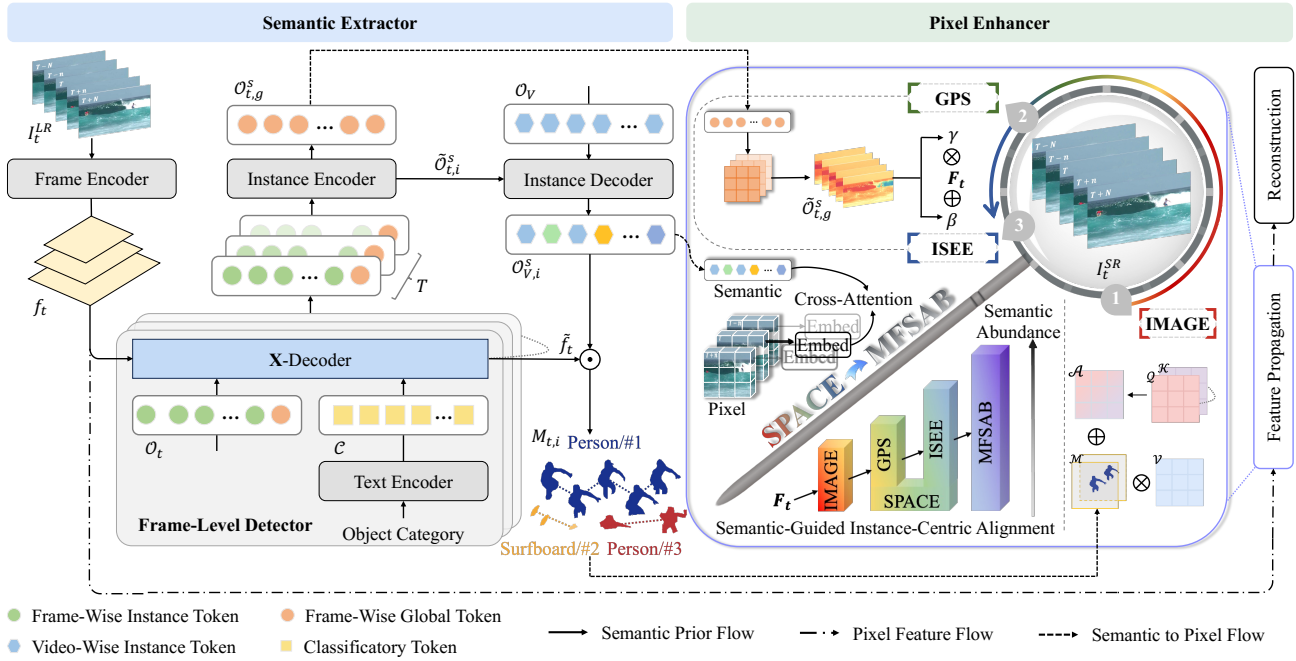 Semantic Extractor
Pixel Enhancer
T − N
T − n
T
T + n
T + N
I_t^{LR}
Frame Encoder
f_t
O_{t,g}^s
...
Instance Encoder
Õ_{t,i}^s
O_V
...
Instance Decoder
...
O_{V,i}^s
...
T
X-Decoder
f̃_t
...
O_t
...
C
Text Encoder
Frame-Level Detector
Object Category
M_{t,i}
Person/#1
Surfboard/#2
Person/#3
...
Õ_{t,g}^s
GPS
γ
F_t
β
ISEE
...
Semantic
Cross-Attention
Embed
Embed
Embed
Pixel
SPACE
MFSAB
2
3
1
T − N
T − n
T
T + n
T + N
I_t^{SR}
IMAGE
Semantic
Abundance
F_t
IMAGE
GPS
ISEE
SPACE
MFSAB
Semantic-Guided Instance-Centric Alignment
A
Q
K
M
V
Reconstruction
Feature Propagation
Frame-Wise Instance Token
Frame-Wise Global Token
Video-Wise Instance Token
Classificatory Token
Semantic Prior Flow
Pixel Feature Flow
Semantic to Pixel Flow